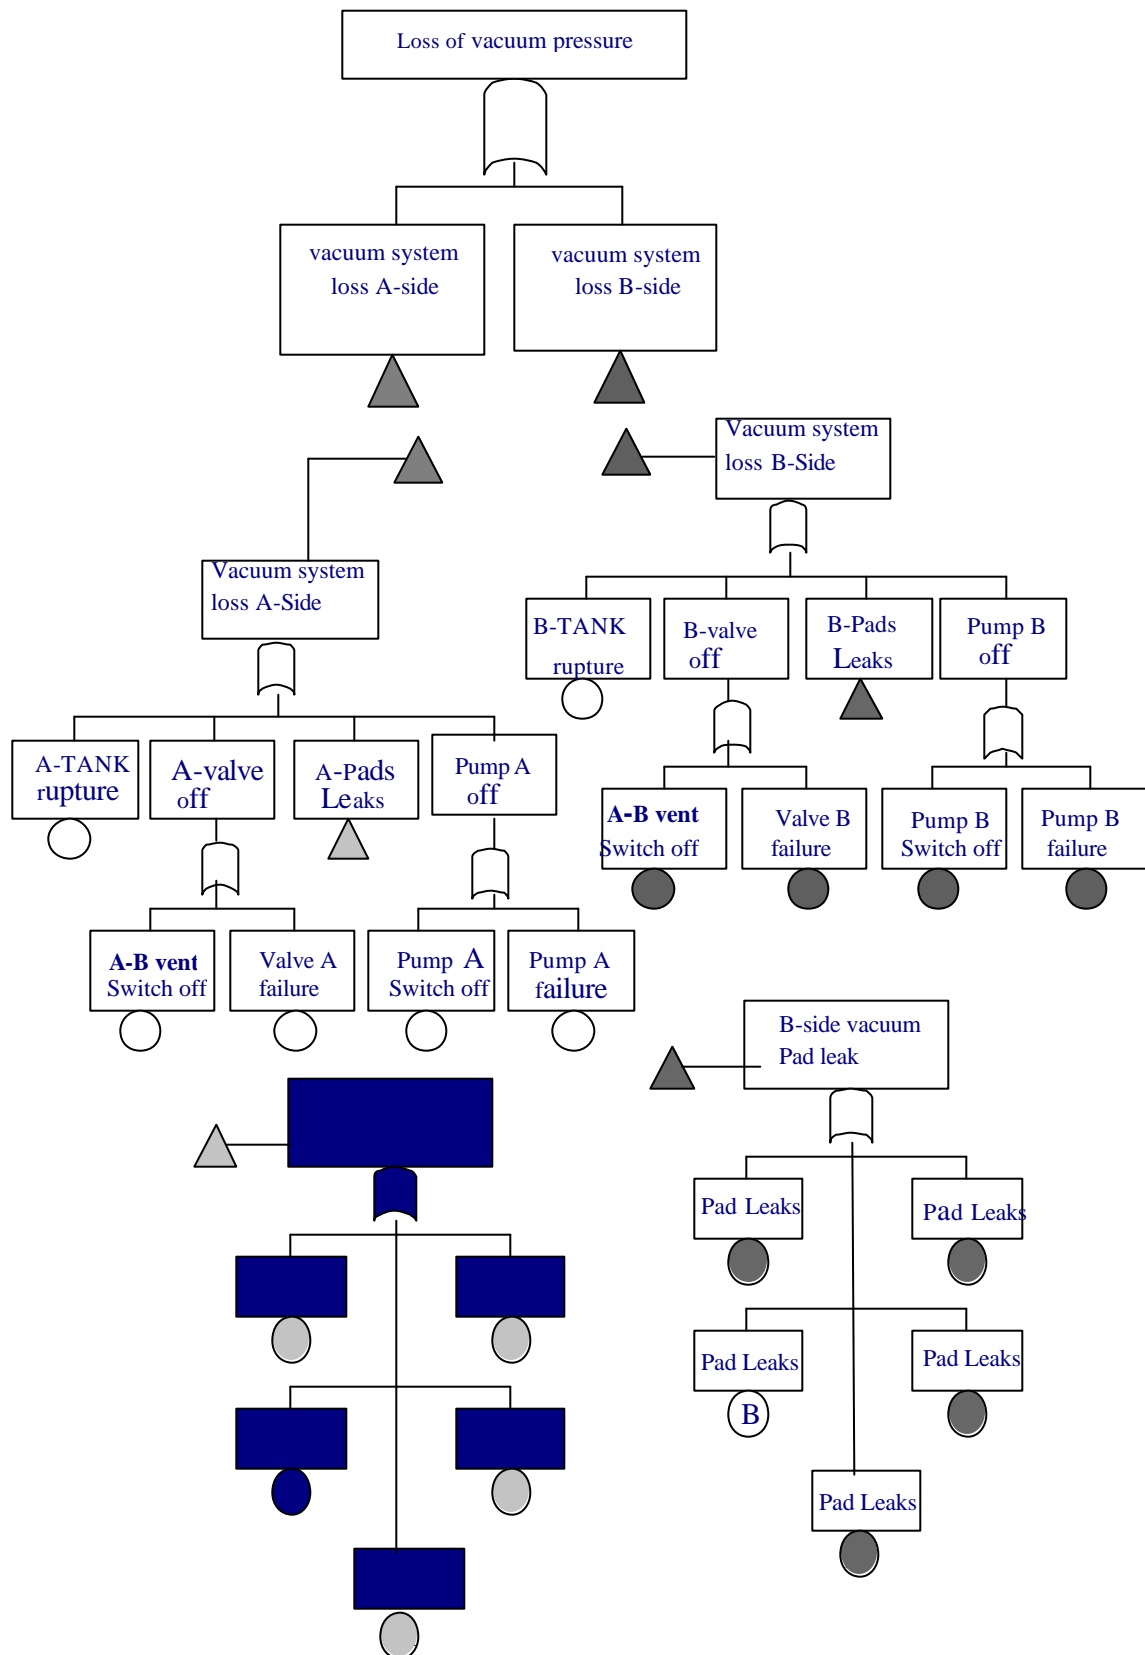 Loss of vacuum pressure
vacuum system
loss A-side
vacuum system
loss B-side
Vacuum system
loss B-Side
Vacuum system
loss A-Side
B-TANK
rupture
B-valve
off
B-Pads
Leaks
Pump B
off
A-TANK
rupture
A-valve
off
A-Pads
Leaks
Pump A
off
A-B vent
Switch off
Valve B
failure
Pump B
Switch off
Pump B
failure
A-B vent
Switch off
Valve A
failure
Pump A
Switch off
Pump A
failure
B-side vacuum
Pad leak
Pad Leaks
Pad Leaks
Pad Leaks
B
Pad Leaks
Pad Leaks